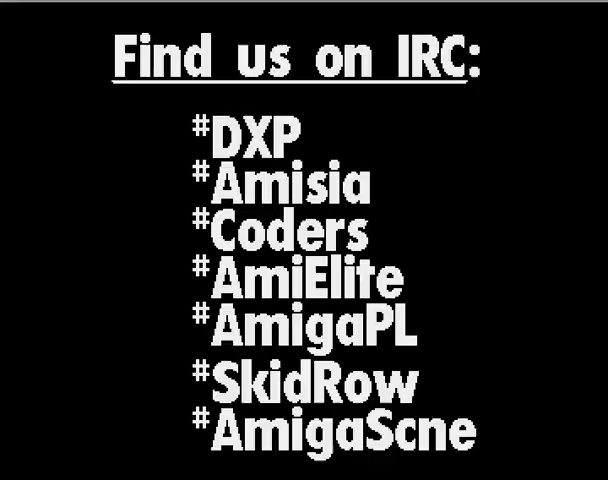 Find us on IRC:
#DXP
#Amisia
#Coders
#AmiElite
#AmigaPL
#SkidRow
#AmigaScne